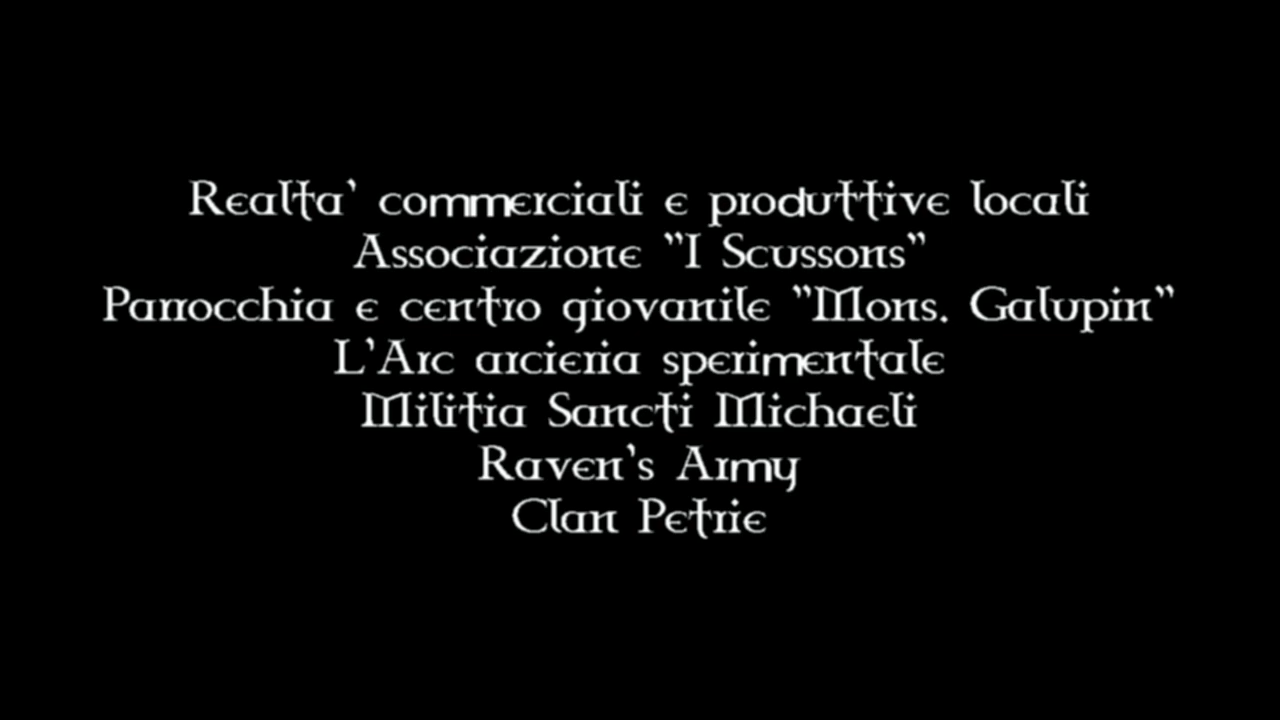 Realta' commerciali e produttive locali
Associazione "I Scussons"
Parrocchia e centro giovanile "Mons. Galupin"
L'Arc arcieria sperimentale
Militia Sancti Michaeli
Raven's Army
Clan Petrie